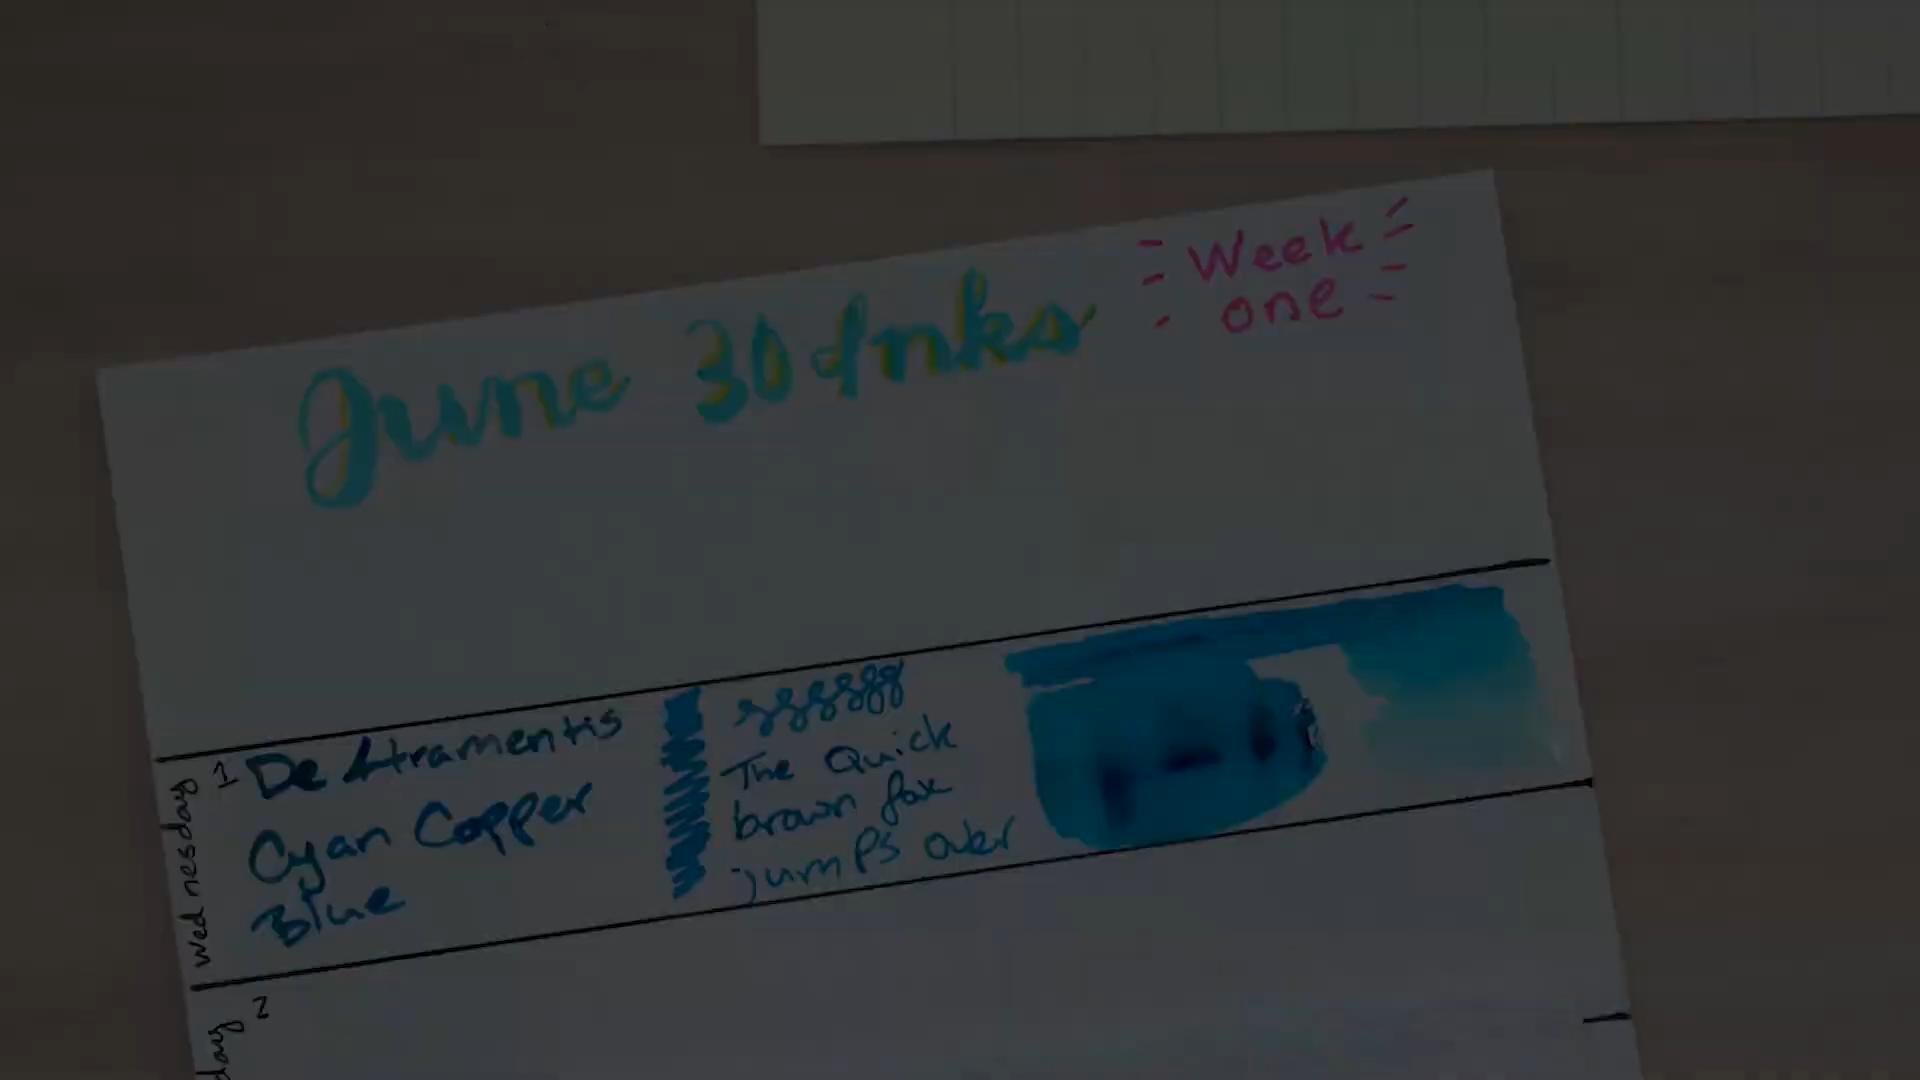 June 30 Inks
Week
one
Wednesday
1
De Atramentis
Cyan Copper
Blue
The Quick
brown fox
jumps over
day
2